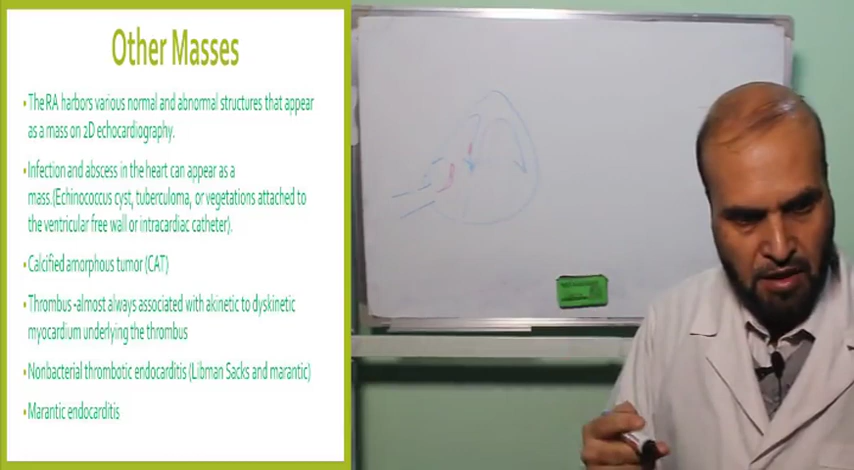 Other Masses
• The RA harbors various normal and abnormal structures that appear
as a mass on 2D echocardiography.
• Infection and abscess in the heart can appear as a
mass.(Echinococcus cyst, tuberculoma, or vegetations attached to
the ventricular free wall or intracardiac catheter).
• Calcified amorphous tumor (CAT)
• Thrombus -almost always associated with akinetic to dyskinetic
myocardium underlying the thrombus
• Nonbacterial thrombotic endocarditis (Libman Sacks and marantic)
• Marantic endocarditis